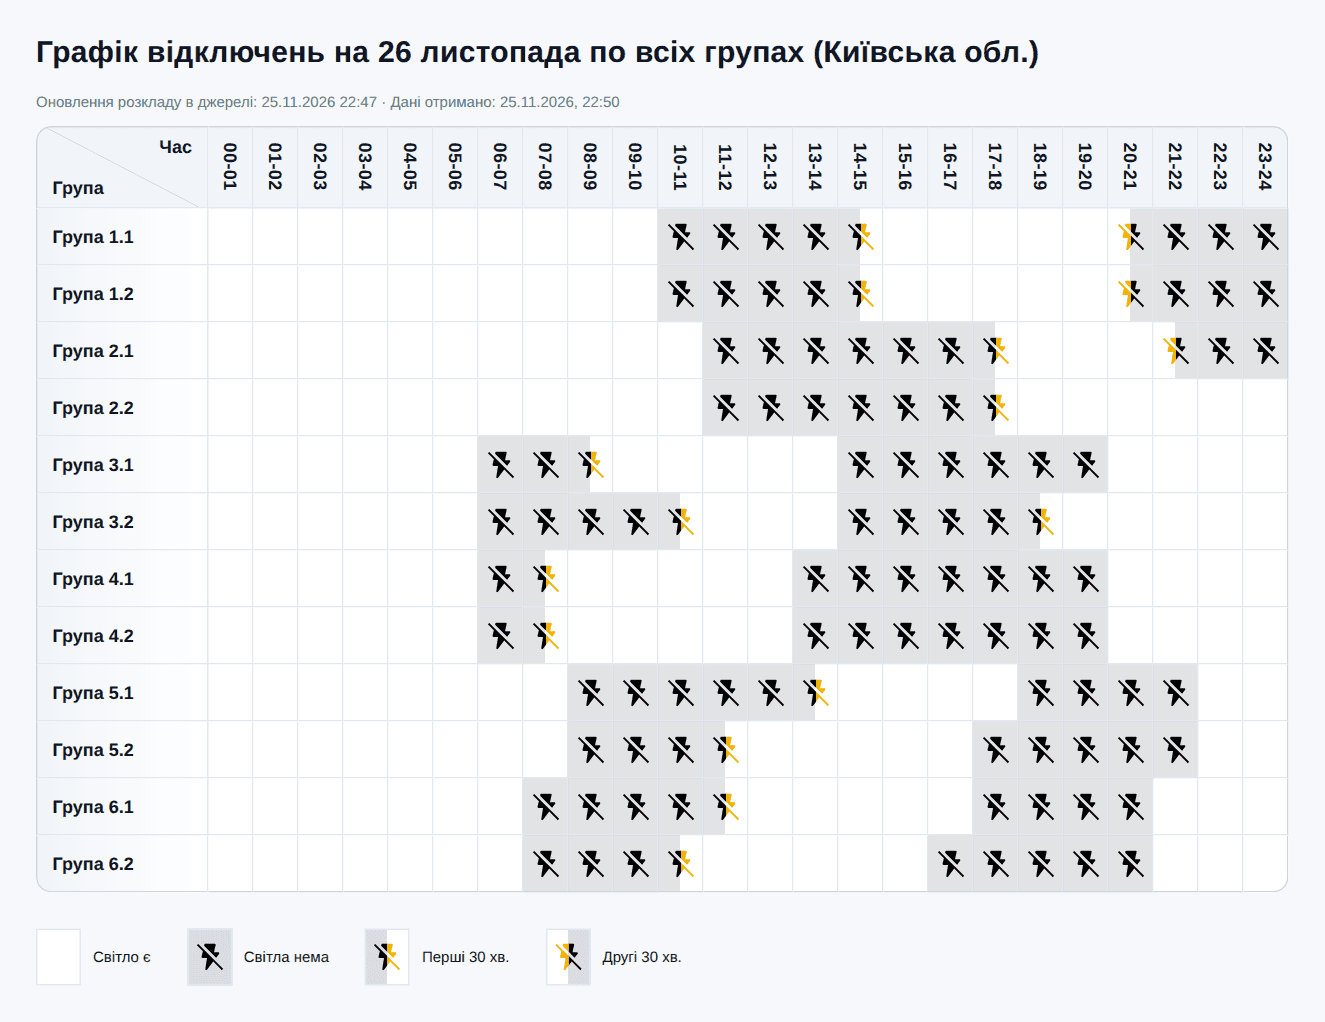 Графік відключень на 26 листопада по всіх групах (Київська обл.)
Оновлення розкладу в джерелі: 25.11.2026 22:47 · Дані отримано: 25.11.2026, 22:50
Час
Група
00-01 01-02 02-03 03-04 04-05 05-06 06-07 07-08 08-09 09-10 10-11 11-12 12-13 13-14 14-15 15-16 16-17 17-18 18-19 19-20 20-21 21-22 22-23 23-24
Група 1.1
Група 1.2
Група 2.1
Група 2.2
Група 3.1
Група 3.2
Група 4.1
Група 4.2
Група 5.1
Група 5.2
Група 6.1
Група 6.2
Світло є Світла нема Перші 30 хв. Другі 30 хв.